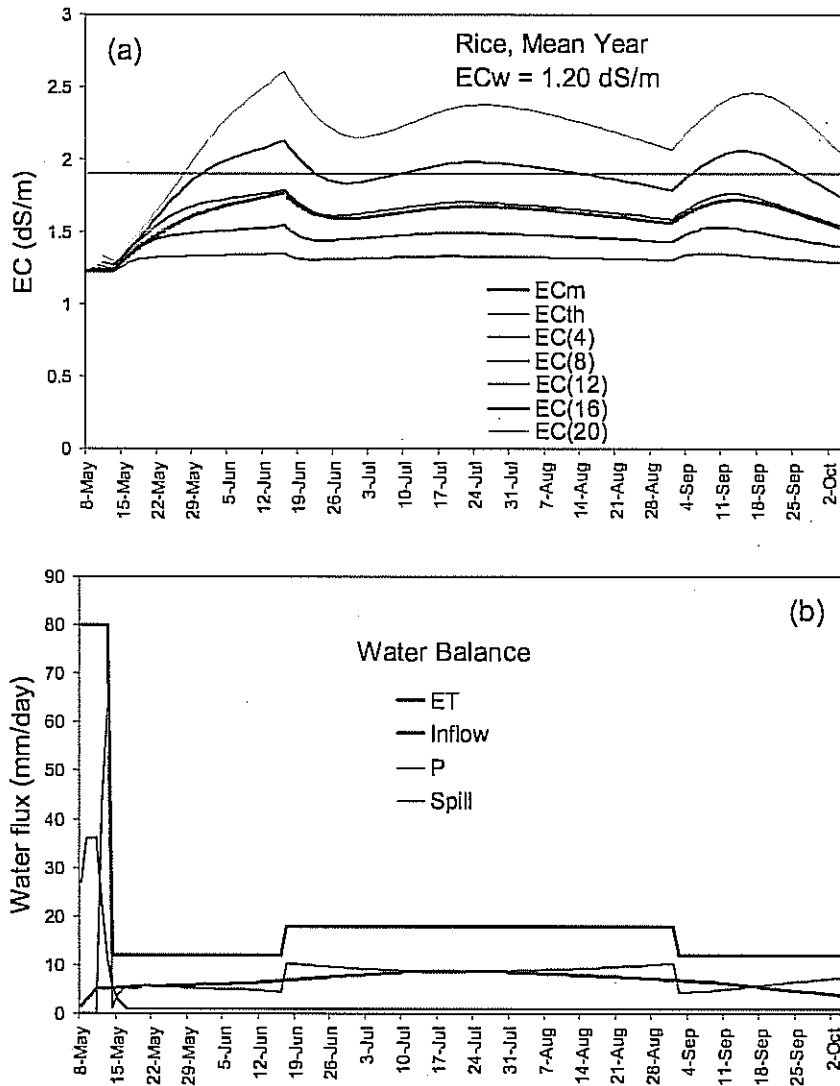 (a)
Rice, Mean Year
ECw = 1.20 dS/m
EC (dS/m)
3
2.5
2
1.5
1
0.5
0
ECm
ECth
EC(4)
EC(8)
EC(12)
EC(16)
EC(20)
8-May
15-May
22-May
29-May
5-Jun
12-Jun
19-Jun
26-Jun
3-Jul
10-Jul
17-Jul
24-Jul
31-Jul
7-Aug
14-Aug
21-Aug
28-Aug
4-Sep
11-Sep
18-Sep
25-Sep
2-Oct
(b)
Water Balance
Water flux (mm/day)
90
80
70
60
50
40
30
20
10
0
ET
Inflow
P
Spill
8-May
15-May
22-May
29-May
5-Jun
12-Jun
19-Jun
26-Jun
3-Jul
10-Jul
17-Jul
24-Jul
31-Jul
7-Aug
14-Aug
21-Aug
28-Aug
4-Sep
11-Sep
18-Sep
25-Sep
2-Oct